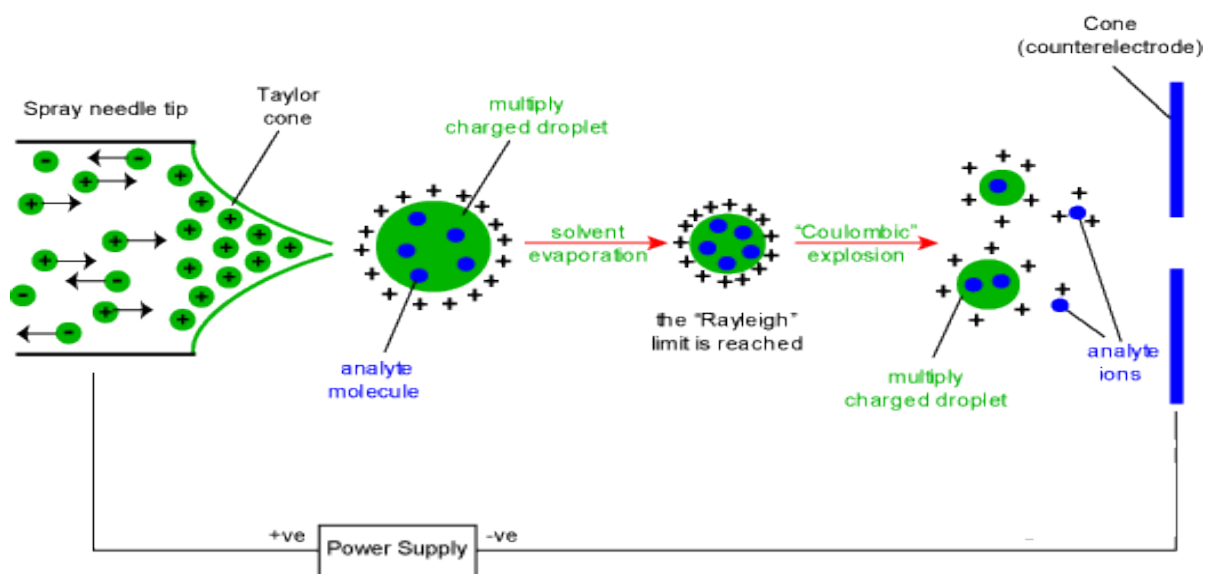 Cone
(counterelectrode)
Spray needle tip
Taylor
cone
multiply
charged droplet
solvent
evaporation
"Coulombic"
explosion
the "Rayleigh"
limit is reached
analyte
molecule
multiply
charged droplet
analyte
ions
+ve
Power Supply
-ve